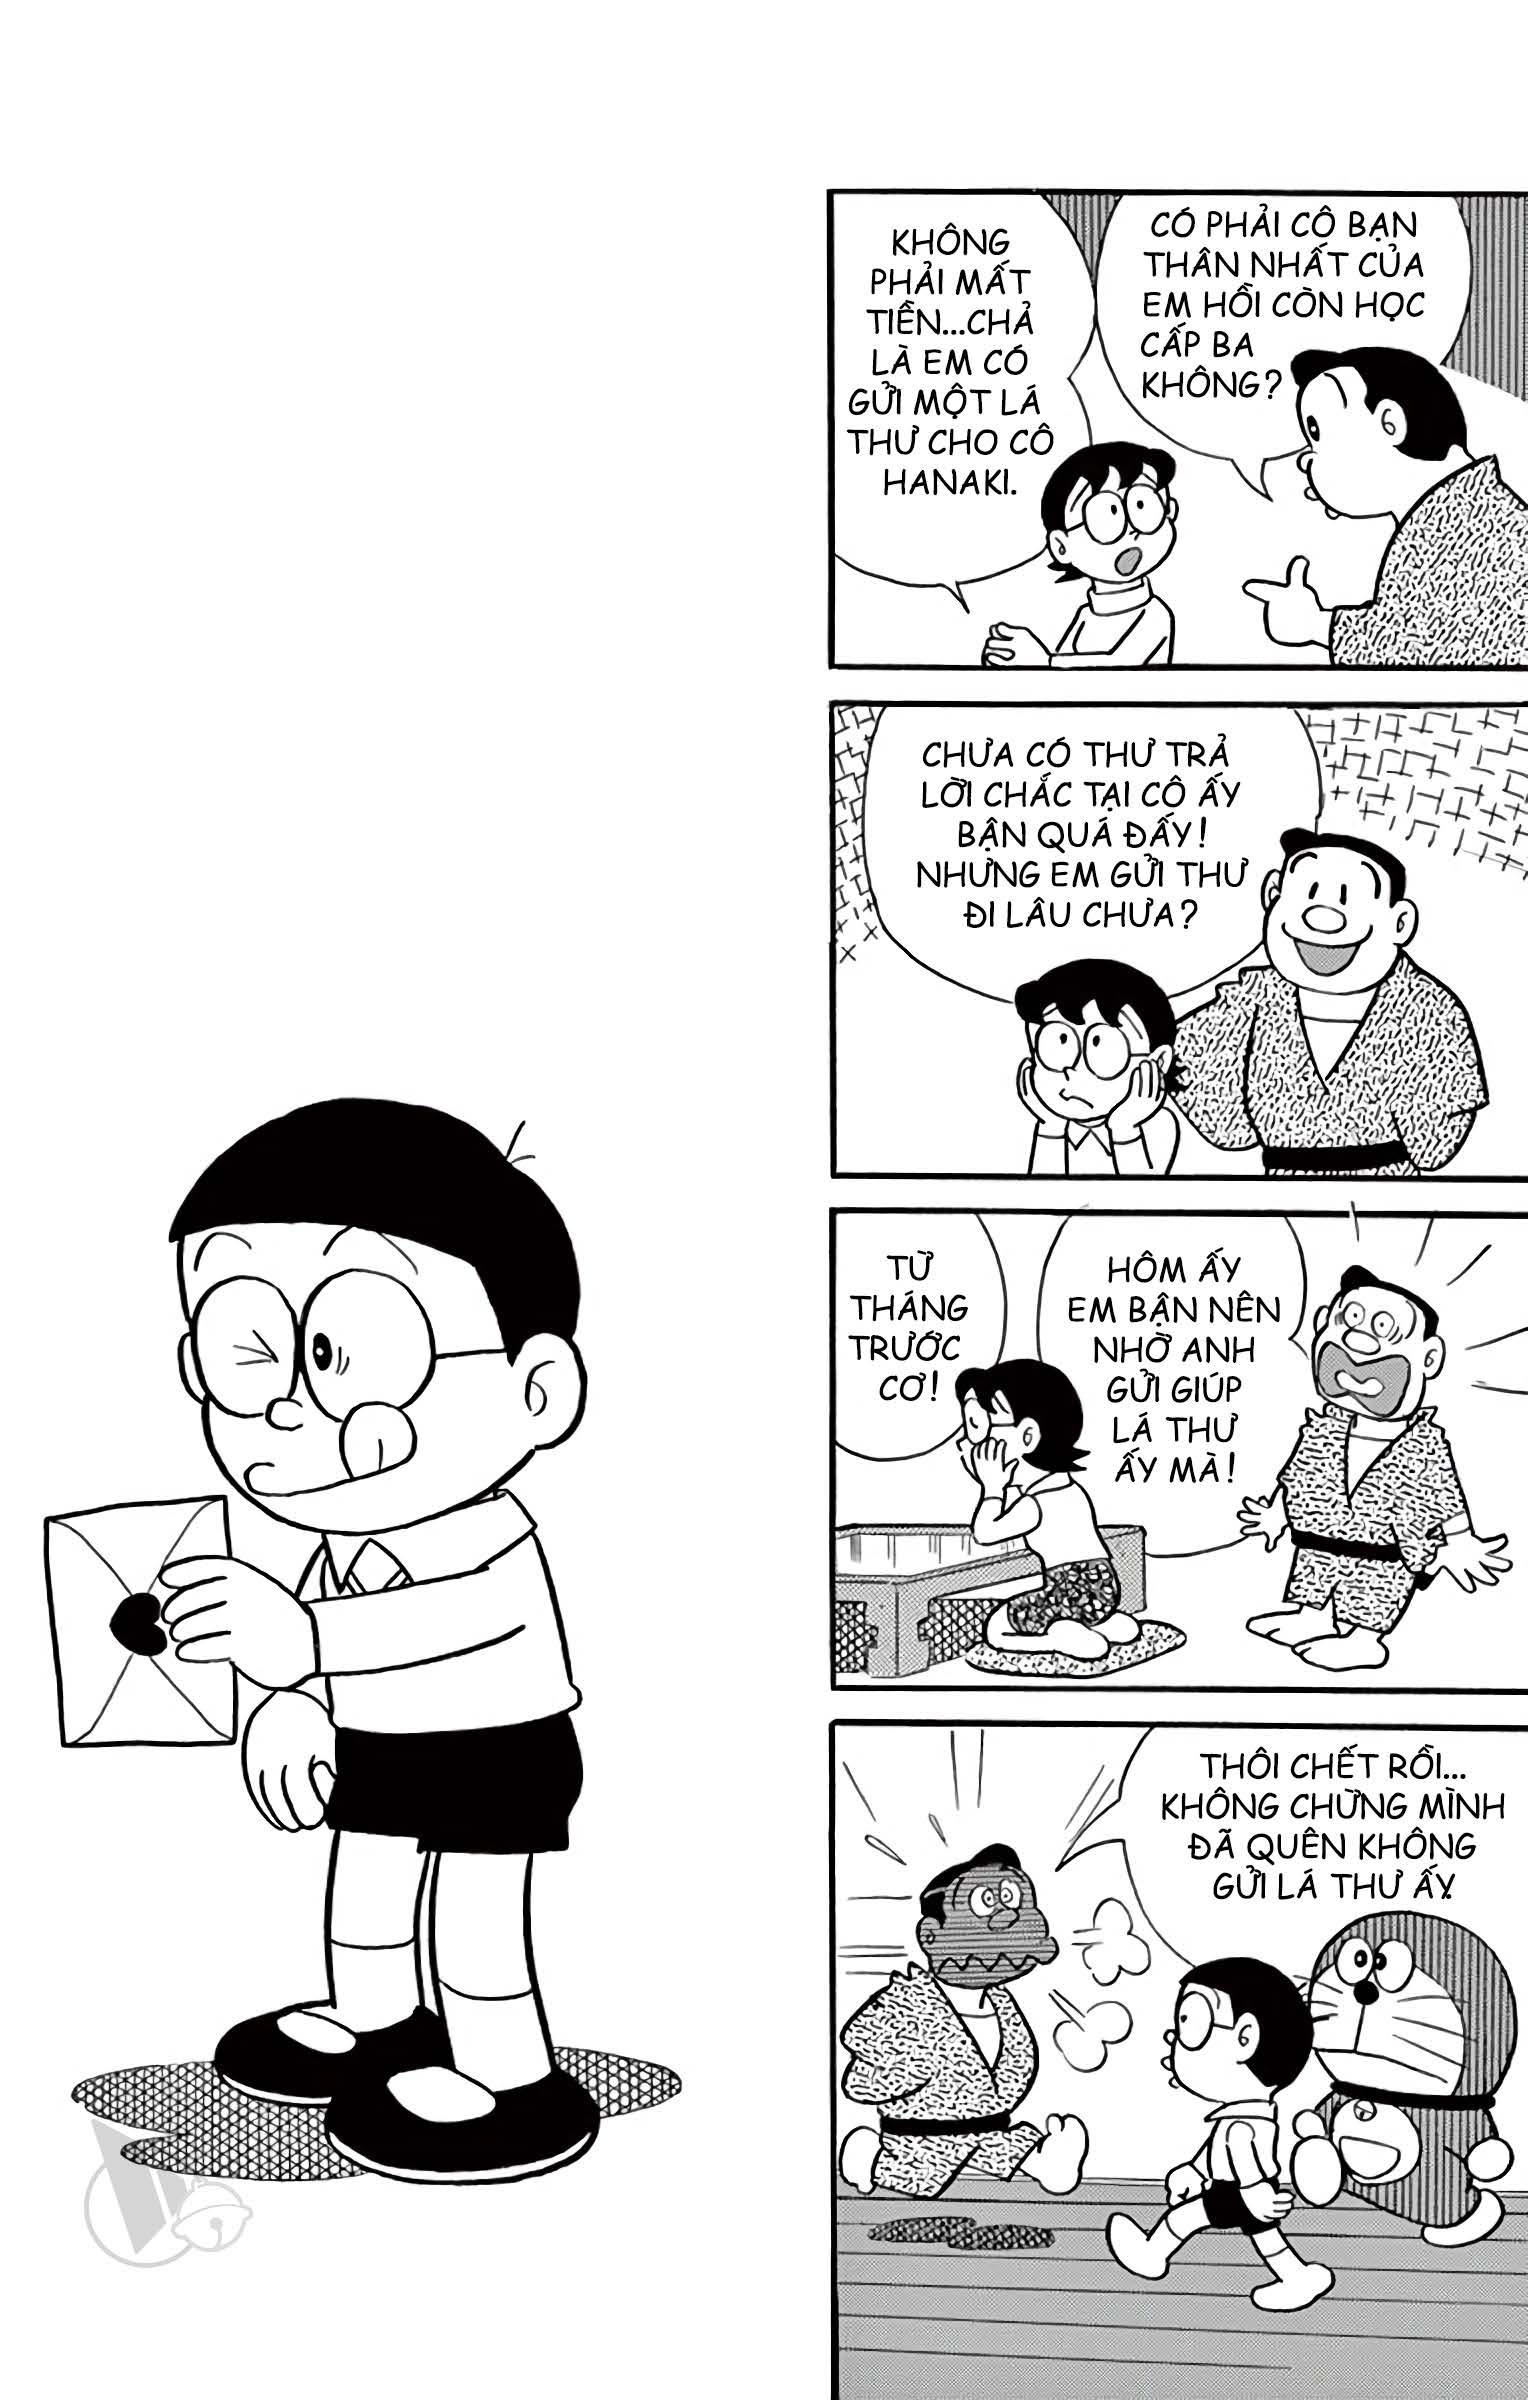 KHÔNG
PHẢI MẤT
TIỀN...CHẢ
LÀ EM CÓ
GỬI MỘT LÁ
THƯ CHO CÔ
HANAKI.
CÓ PHẢI CÔ BẠN
THÂN NHẤT CỦA
EM HỒI CÒN HỌC
CẤP BA
KHÔNG?
CHƯA CÓ THƯ TRẢ
LỜI CHẮC TẠI CÔ ẤY
BẬN QUÁ ĐẤY!
NHƯNG EM GỬI THƯ
ĐI LÂU CHƯA?
TỪ
THÁNG
TRƯỚC
CƠ!
HÔM ẤY
EM BẬN NÊN
NHỜ ANH
GỬI GIÚP
LÁ THƯ
ẤY MÀ!
THÔI CHẾT RỒI...
KHÔNG CHỪNG MÌNH
ĐÃ QUÊN KHÔNG
GỬI LÁ THƯ ẤY.